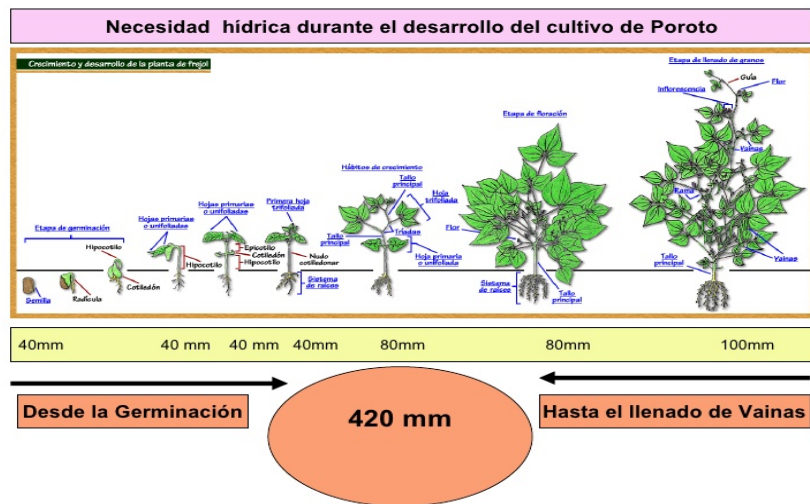 Necesidad hídrica durante el desarrollo del cultivo de Poroto
Crecimiento y desarrollo de la planta de frejol
Etapa de germinación
Semilla
Radícula
Hipocotilo
Cotiledón
Hojas primarias
o unifoliadas
Hipocotilo
Hojas primarias
o unifoliadas
Epicotilo
Cotiledón
Hipocotilo
Primera hoja
trifoliada
Nudo
cotiledonar
Sistema
de raíces
Hábitos de crecimiento
Tallo
principal
Hoja
trifoliada
Tallo
principal
Triadas
Hoja primaria
o unifoliada
Etapa de floración
Flor
Sistema
de raíces
Tallo
principal
Etapa de llenado de granos
Guía
Flor
Inflorescencia
Vainas
Rama
Vainas
Tallo
principal
40mm 40 mm 40 mm 40mm 80mm 80mm 100mm
Desde la Germinación
420 mm
Hasta el llenado de Vainas